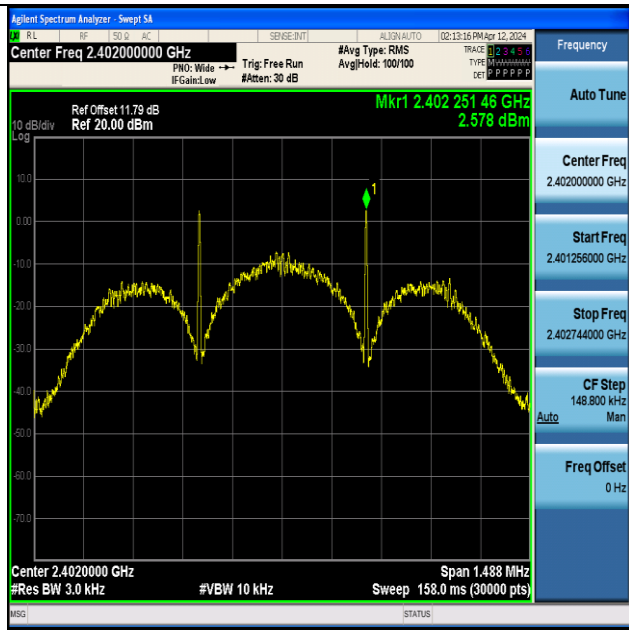 Agilent Spectrum Analyzer - Swept SA
RL RF 50 Ω AC SENSE:INT ALIGN AUTO 02:13:16 PM Apr 12, 2024
Center Freq 2.402000000 GHz
PNO: Wide
IFGain:Low
Trig: Free Run
#Atten: 30 dB
#Avg Type: RMS
Avg|Hold: 100/100
TRACE 1 2 3 4 5 6
TYPE M
DET P P P P P P
Frequency
Ref Offset 11.79 dB
10 dB/div Ref 20.00 dBm
Log
Mkr1 2.402 251 46 GHz
2.578 dBm
1
10.0
0.00
-10.0
-20.0
-30.0
-40.0
-50.0
-60.0
-70.0
Center 2.4020000 GHz
Span 1.488 MHz
#Res BW 3.0 kHz
#VBW 10 kHz
Sweep 158.0 ms (30000 pts)
MSG
STATUS
Auto Tune
Center Freq
2.402000000 GHz
Start Freq
2.401256000 GHz
Stop Freq
2.402744000 GHz
CF Step
148.800 kHz
Auto Man
Freq Offset
0 Hz